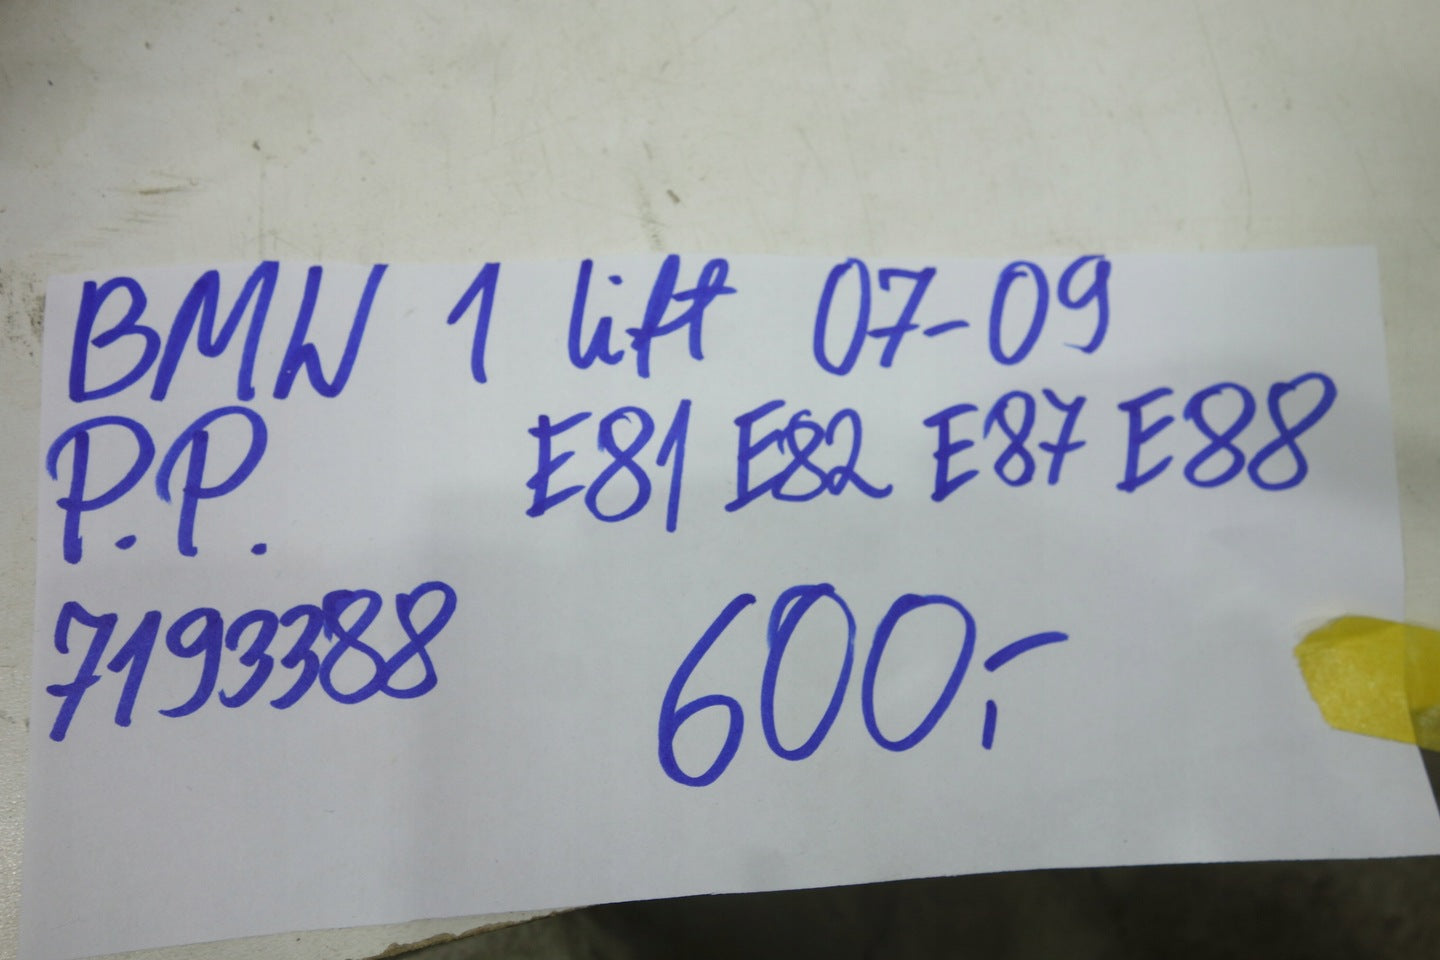 BMW 1 lift 07-09
P.P. E81 E82 E87 E88
7193388 600,-